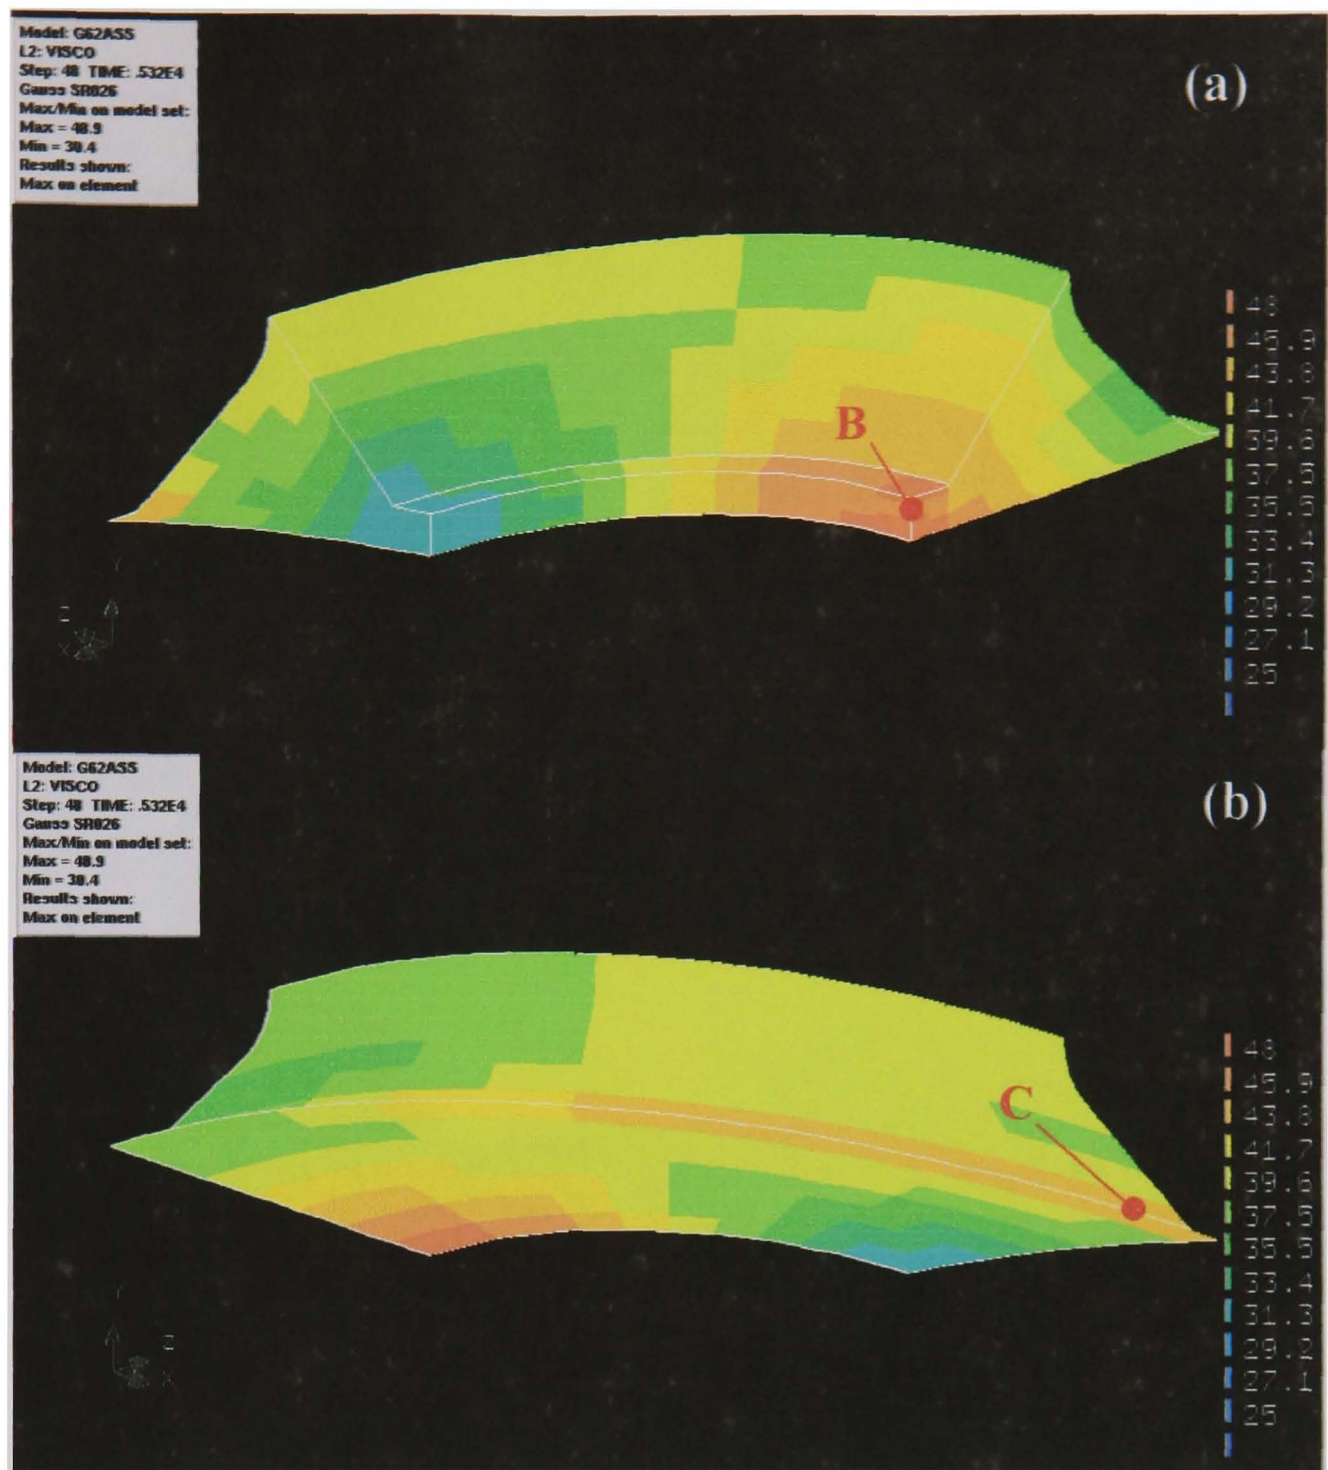 Model: G62ASS
L2: VISCO
Step: 48 TIME: .532E4
Gauss SR026
Max/Min on model set:
Max = 48.9
Min = 30.4
Results shown:
Max on element
(a)
B
48
45.9
43.8
41.7
39.6
37.5
35.6
33.4
31.3
29.2
27.1
25
Y
Z
X
Model: G62ASS
L2: VISCO
Step: 48 TIME: .532E4
Gauss SR026
Max/Min on model set:
Max = 48.9
Min = 30.4
Results shown:
Max on element
(b)
C
48
45.9
43.8
41.7
39.6
37.5
35.5
33.4
31.3
29.2
27.1
25
Y
Z
X